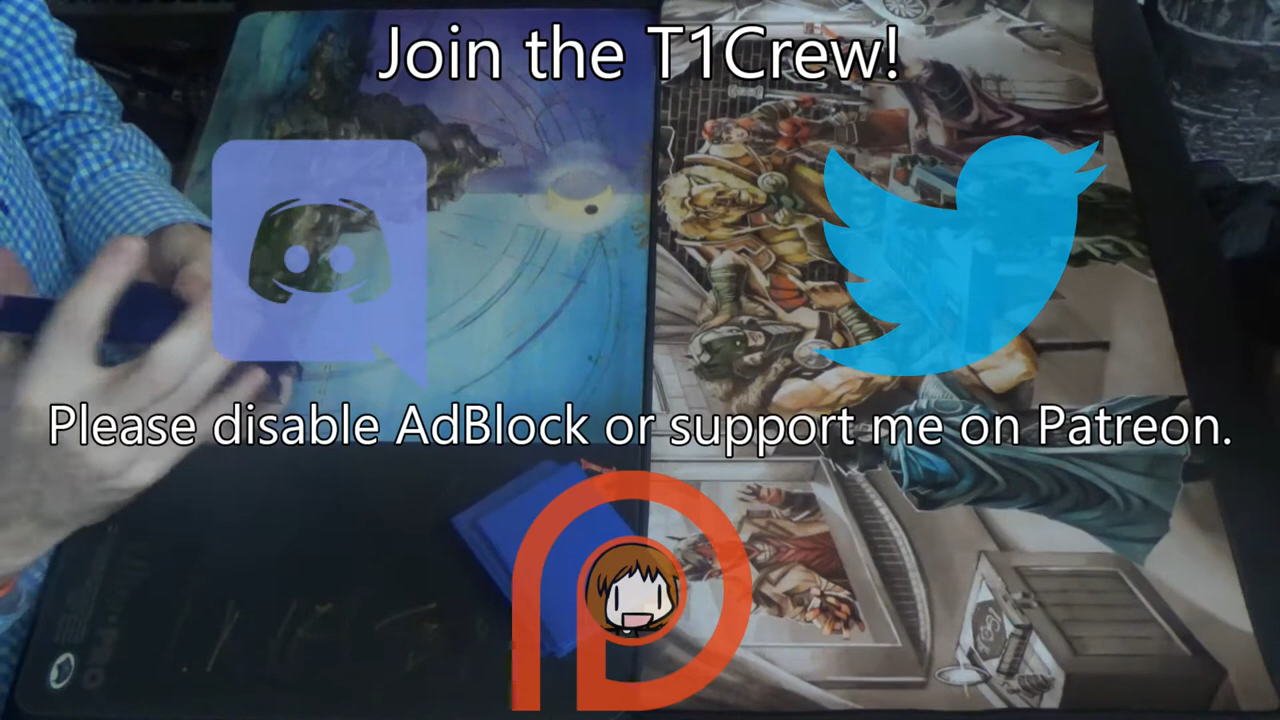 Join the T1Crew!
Please disable AdBlock or support me on Patreon.